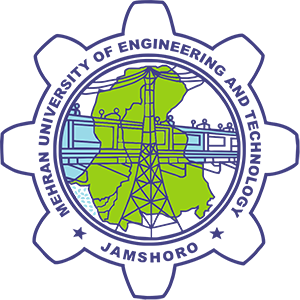 MEHRAN UNIVERSITY OF ENGINEERING AND TECHNOLOGY
JAMSHORO